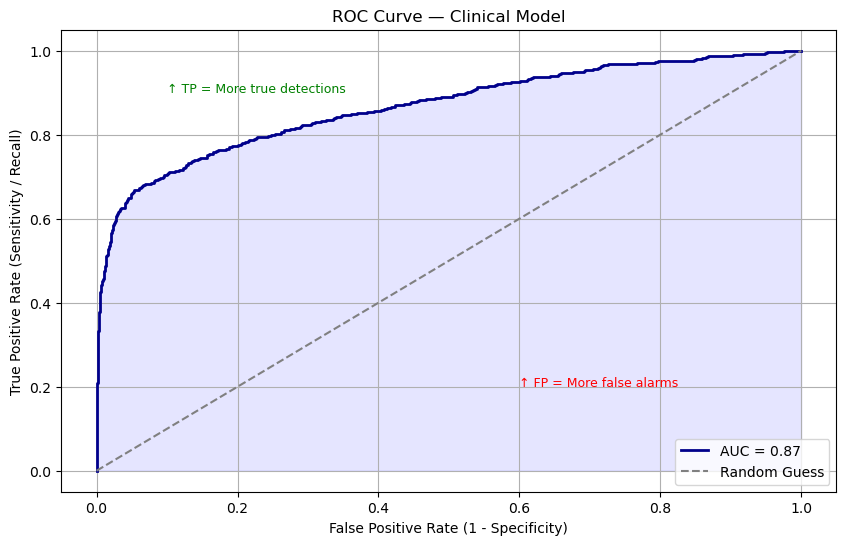 ROC Curve — Clinical Model
True Positive Rate (Sensitivity / Recall)
1.0
0.8
0.6
0.4
0.2
0.0
↑ TP = More true detections
↑ FP = More false alarms
AUC = 0.87
Random Guess
0.0 0.2 0.4 0.6 0.8 1.0
False Positive Rate (1 - Specificity)